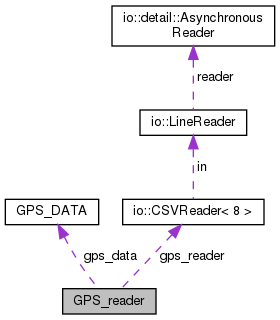 io::detail::Asynchronous
Reader
reader
io::LineReader
in
GPS_DATA
io::CSVReader< 8 >
gps_data
gps_reader
GPS_reader